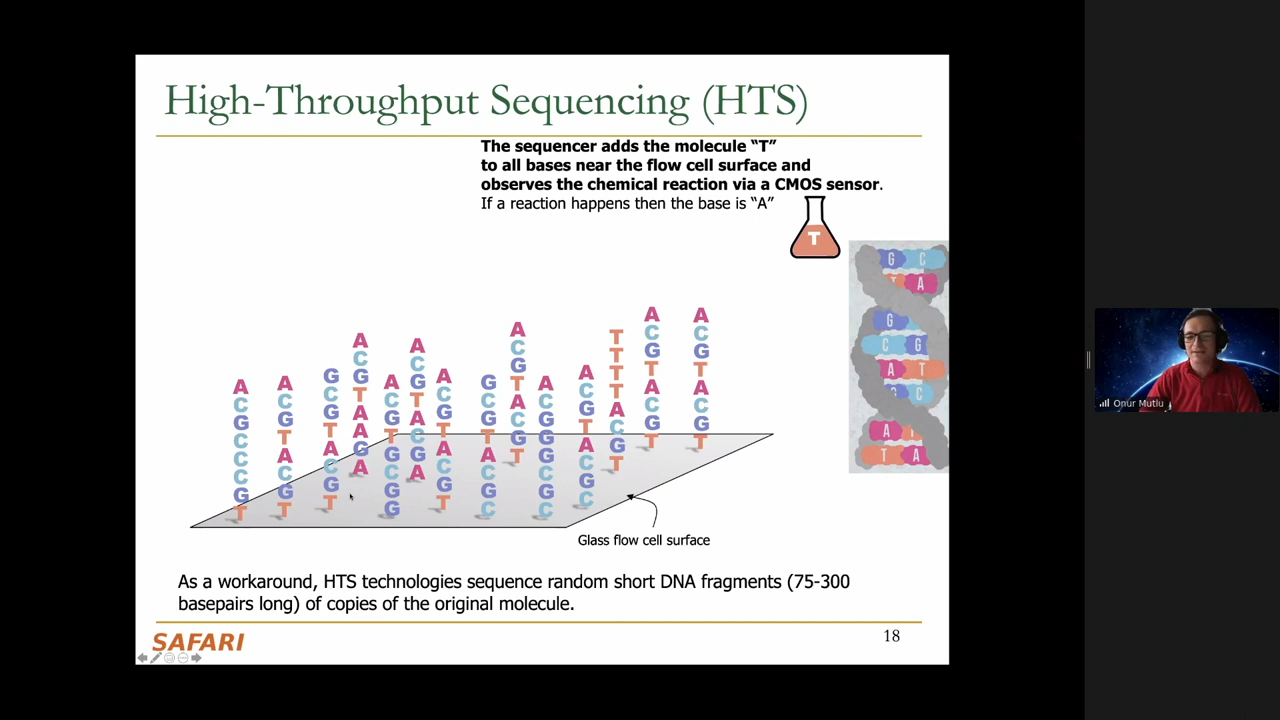 High-Throughput Sequencing (HTS)
The sequencer adds the molecule “T”
to all bases near the flow cell surface and
observes the chemical reaction via a CMOS sensor.
If a reaction happens then the base is “A”
T
G C
T A
G
C G
A T
G C
A T
T A
A C G C C C G T
A C G T A C G T
G C G T A C G T
A C G T A A G A
A C G T G C G G
A C G T A C G A
A C G T A C G T
G C G T A C G C
A C G T A C G T
A C G G G C G C
A C G T A C G C
T T T T A C G T
A C G T A C G T
A C G T A C G T
Glass flow cell surface
As a workaround, HTS technologies sequence random short DNA fragments (75-300
basepairs long) of copies of the original molecule.
SAFARI
18
Onur Mutlu